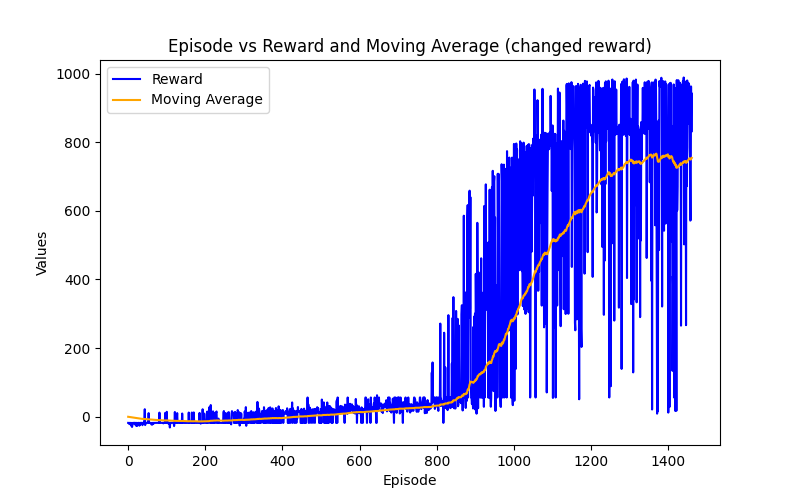 Episode vs Reward and Moving Average (changed reward)
Reward
Moving Average
1000
800
600
400
200
0
Values
0 200 400 600 800 1000 1200 1400
Episode